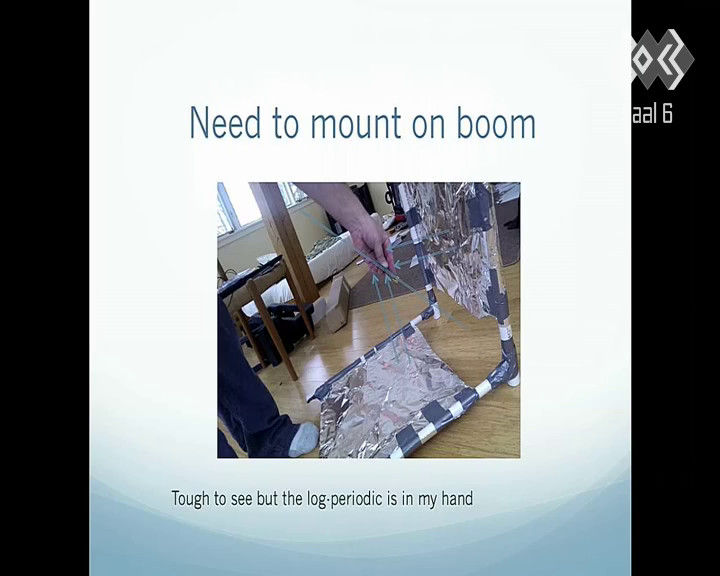 Need to mount on boom
aal 6
Tough to see but the log-periodic is in my hand